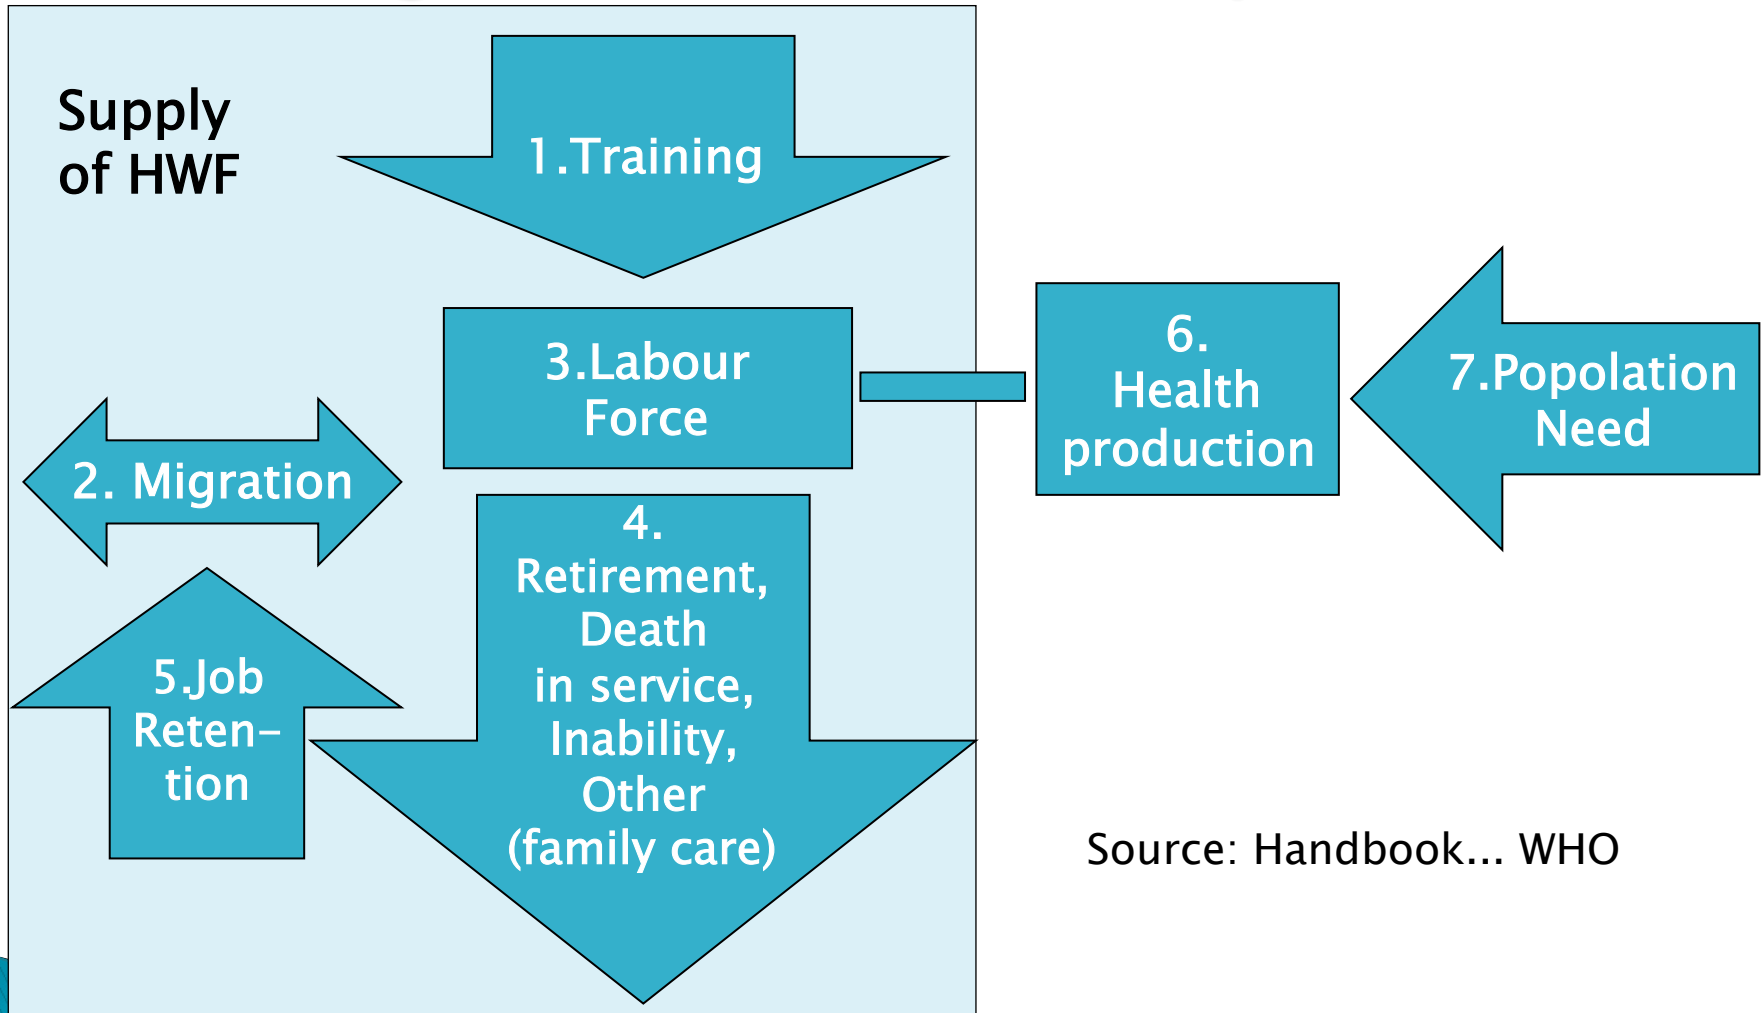 Supply
of HWF
1.Training
3.Labour
Force
2. Migration
4.
Retirement,
Death
in service,
Inability,
Other
(family care)
5.Job
Reten-
tion
6.
Health
production
7.Popolation
Need
Source: Handbook... WHO